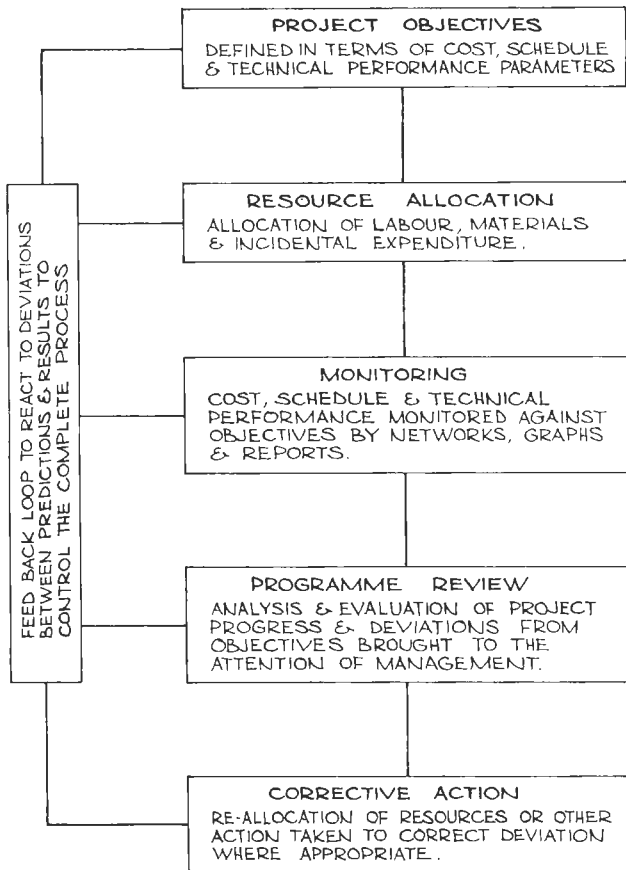 PROJECT OBJECTIVES
DEFINED IN TERMS OF COST, SCHEDULE
& TECHNICAL PERFORMANCE PARAMETERS
RESOURCE ALLOCATION
ALLOCATION OF LABOUR, MATERIALS
& INCIDENTAL EXPENDITURE.
FEED BACK LOOP TO REACT TO DEVIATIONS
BETWEEN PREDICTIONS & RESULTS TO
CONTROL THE COMPLETE PROCESS
MONITORING
COST, SCHEDULE & TECHNICAL
PERFORMANCE MONITORED AGAINST
OBJECTIVES BY NETWORKS, GRAPHS
& REPORTS.
PROGRAMME REVIEW
ANALYSIS & EVALUATION OF PROJECT
PROGRESS & DEVIATIONS FROM
OBJECTIVES BROUGHT TO THE
ATTENTION OF MANAGEMENT.
CORRECTIVE ACTION
RE-ALLOCATION OF RESOURCES OR OTHER
ACTION TAKEN TO CORRECT DEVIATION
WHERE APPROPRIATE.